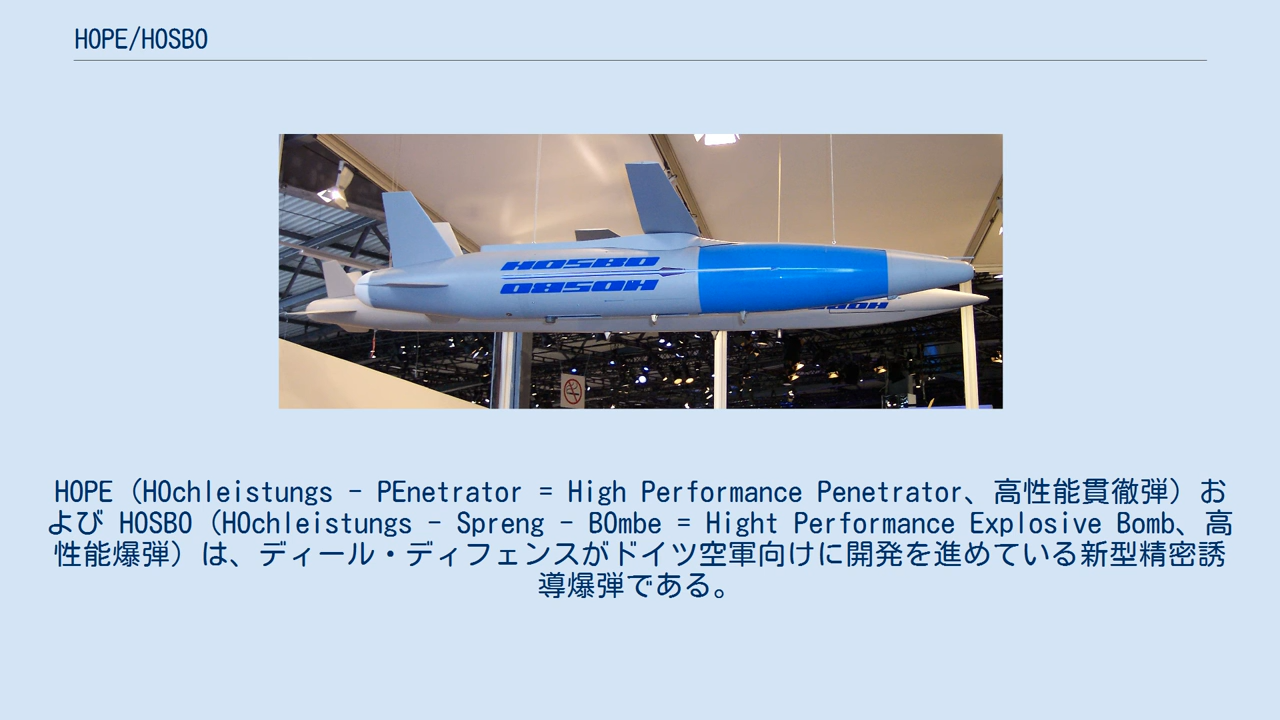 HOPE/HOSBO
HOSBO
HOSBO
HOPE（HOchleistungs - PEnetrator = High Performance Penetrator、高性能貫徹弾）お
よび HOSBO（HOchleistungs - Spreng - BOmbe = Hight Performance Explosive Bomb、高
性能爆弾）は、ディール・ディフェンスがドイツ空軍向けに開発を進めている新型精密誘
導爆弾である。